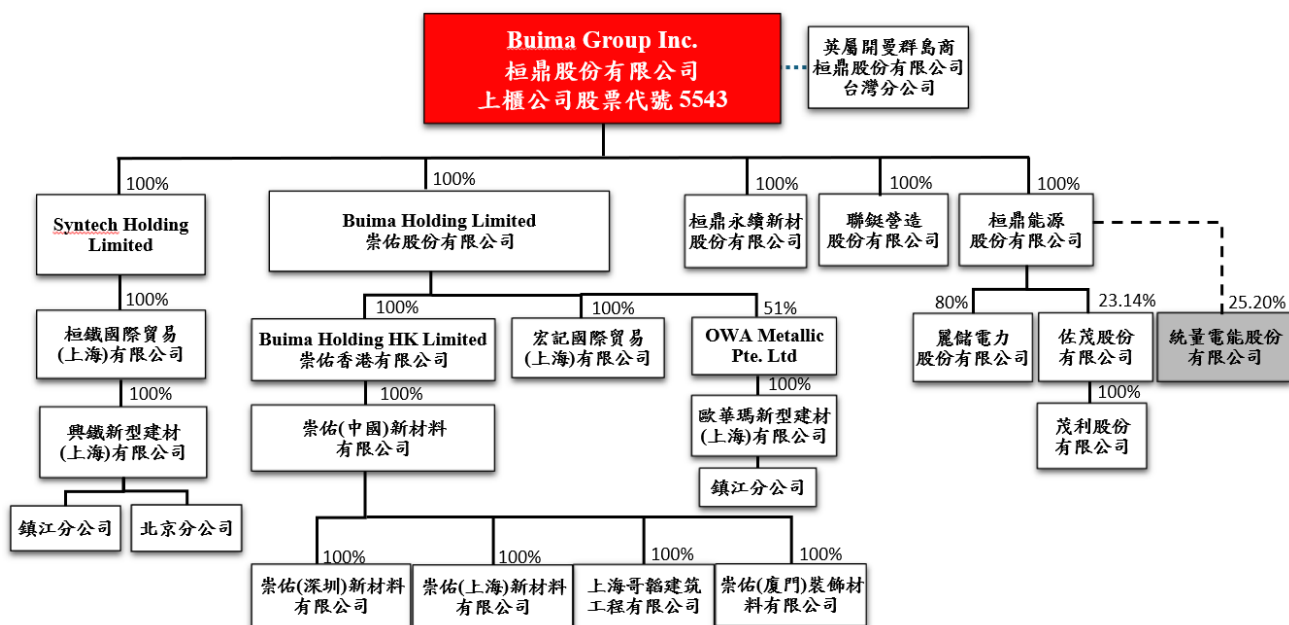 Buima Group Inc.
桓鼎股份有限公司
上櫃公司股票代號 5543
英屬開曼群島商
桓鼎股份有限公司
台灣分公司
100%
100%
100%
100%
100%
Syntech Holding
Limited
Buima Holding Limited
崇佑股份有限公司
桓鼎永續新材
股份有限公司
聯鋌營造
股份有限公司
桓鼎能源
股份有限公司
100%
100%
100%
51%
80%
23.14%
25.20%
桓鐵國際貿易
(上海)有限公司
Buima Holding HK Limited
崇佑香港有限公司
宏記國際貿易
(上海)有限公司
OWA Metallic
Pte. Ltd
麗儲電力
股份有限公司
佐茂股份
有限公司
統量電能股份
有限公司
100%
100%
100%
100%
興鐵新型建材
(上海)有限公司
崇佑(中國)新材料
有限公司
歐華瑪新型建材
(上海)有限公司
茂利股份
有限公司
鎮江分公司
北京分公司
鎮江分公司
100%
100%
100%
100%
崇佑(深圳)新材料
有限公司
崇佑(上海)新材料
有限公司
上海哥韜建筑
工程有限公司
崇佑(廈門)裝飾材
料有限公司